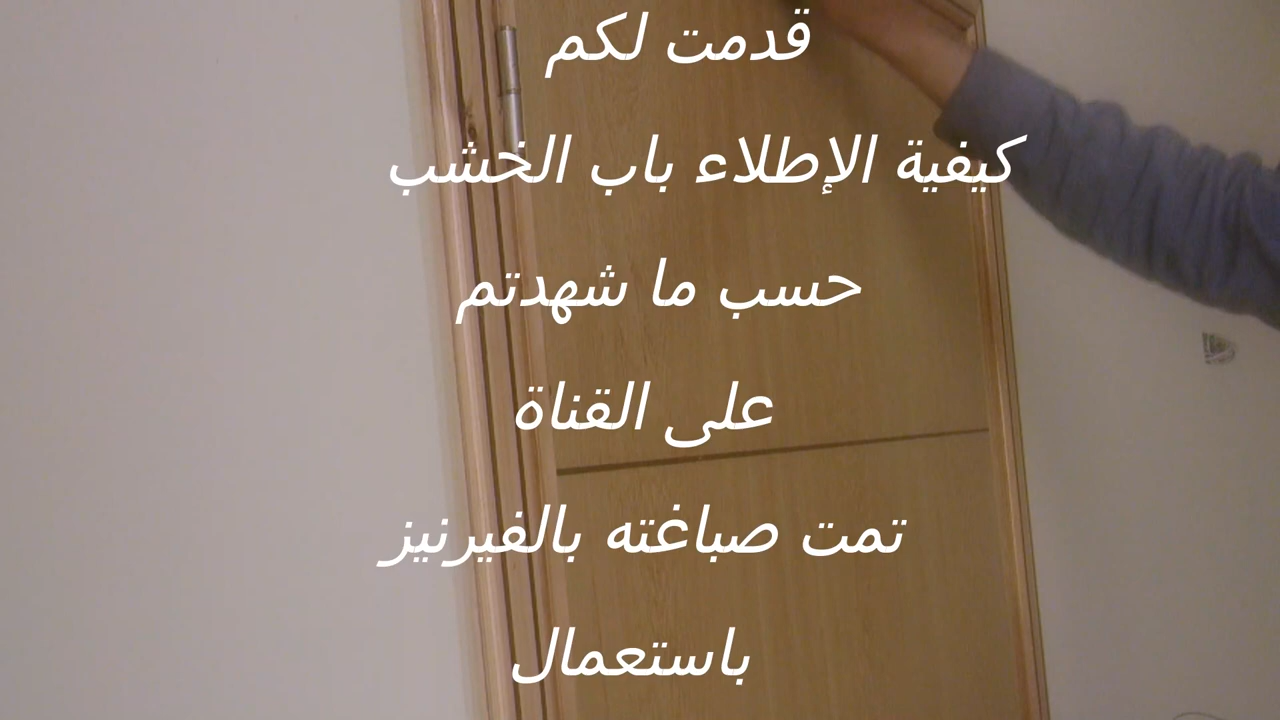 قدمت لكم
كيفية الإطلاء باب الخشب
حسب ما شهدتم
على القناة
تمت صباغته بالفيرنيز
باستعمال